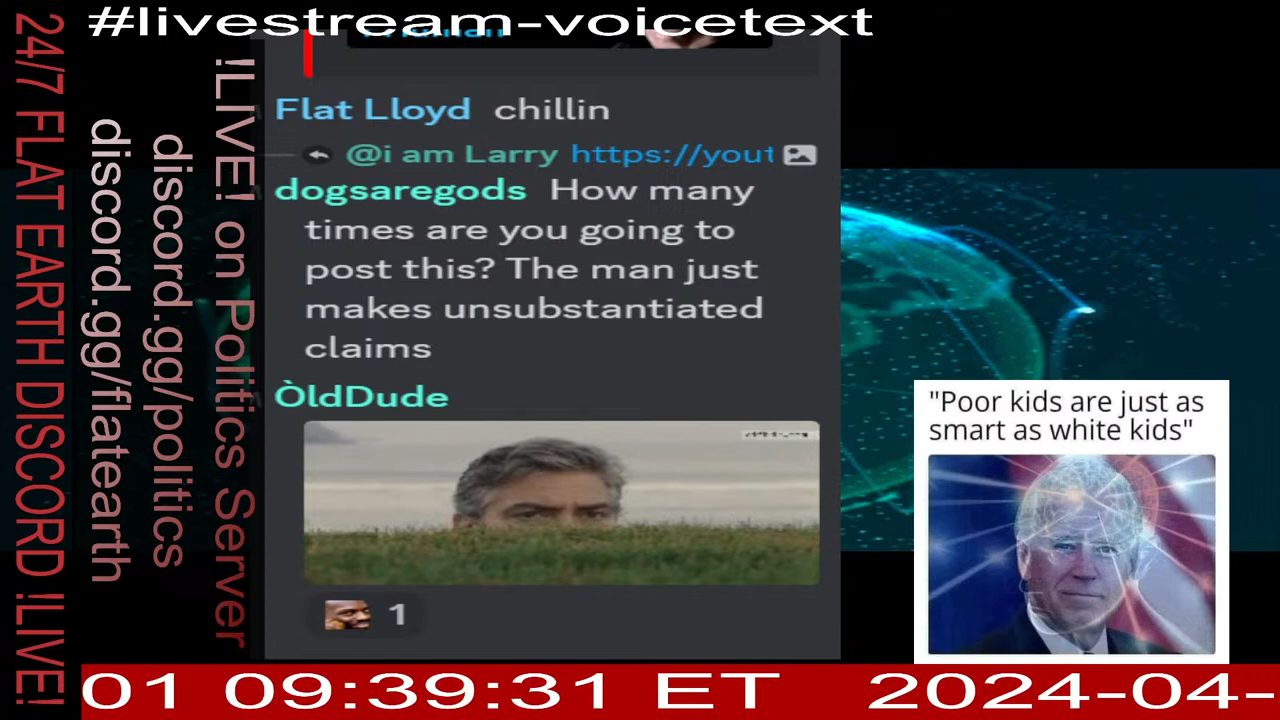 #livestream-voicetext
24/7 FLAT EARTH DISCORD !LIVE!
discord.gg/flatearth
discord.gg/politics
!LIVE! on Politics Server
Flat Lloyd chillin
@i am Larry https://yout
dogsaregods How many
times are you going to
post this? The man just
makes unsubstantiated
claims
ÒldDude
1
"Poor kids are just as
smart as white kids"
01 09:39:31 ET 2024-04-